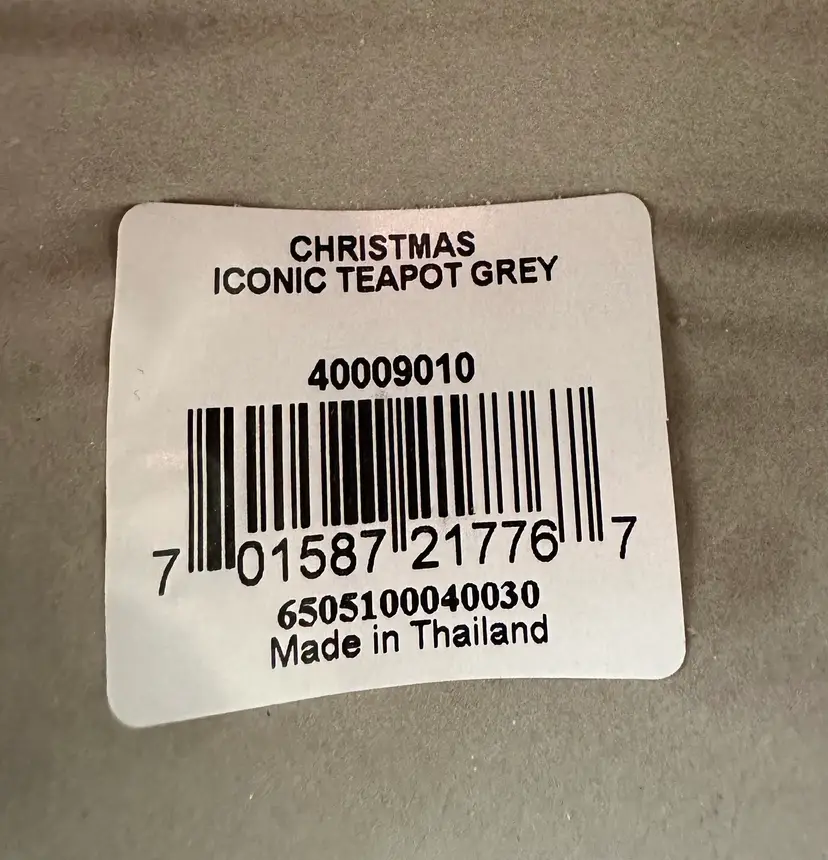 CHRISTMAS
ICONIC TEAPOT GREY
40009010
7 01587 21776 7
6505100040030
Made in Thailand